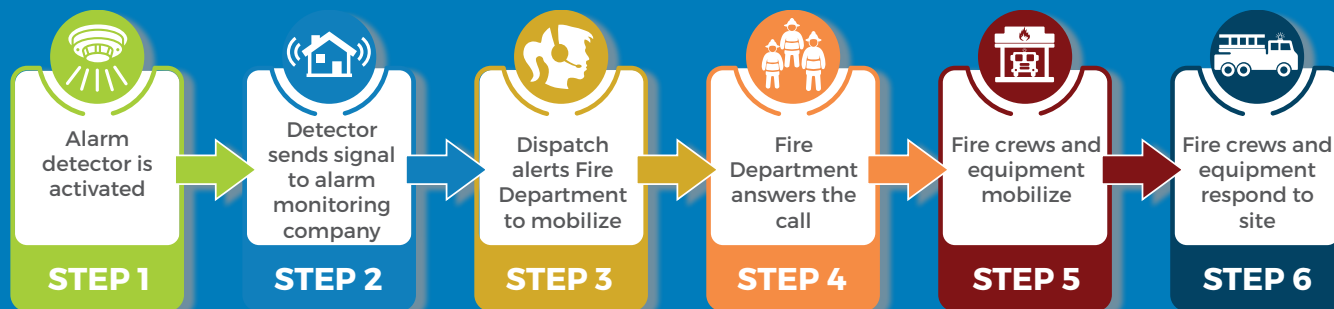 Alarm
detector is
activated
STEP 1
Detector
sends signal
to alarm
monitoring
company
STEP 2
Dispatch
alerts Fire
Department
to mobilize
STEP 3
Fire
Department
answers the
call
STEP 4
Fire crews and
equipment
mobilize
STEP 5
Fire crews and
equipment
respond to
site
STEP 6